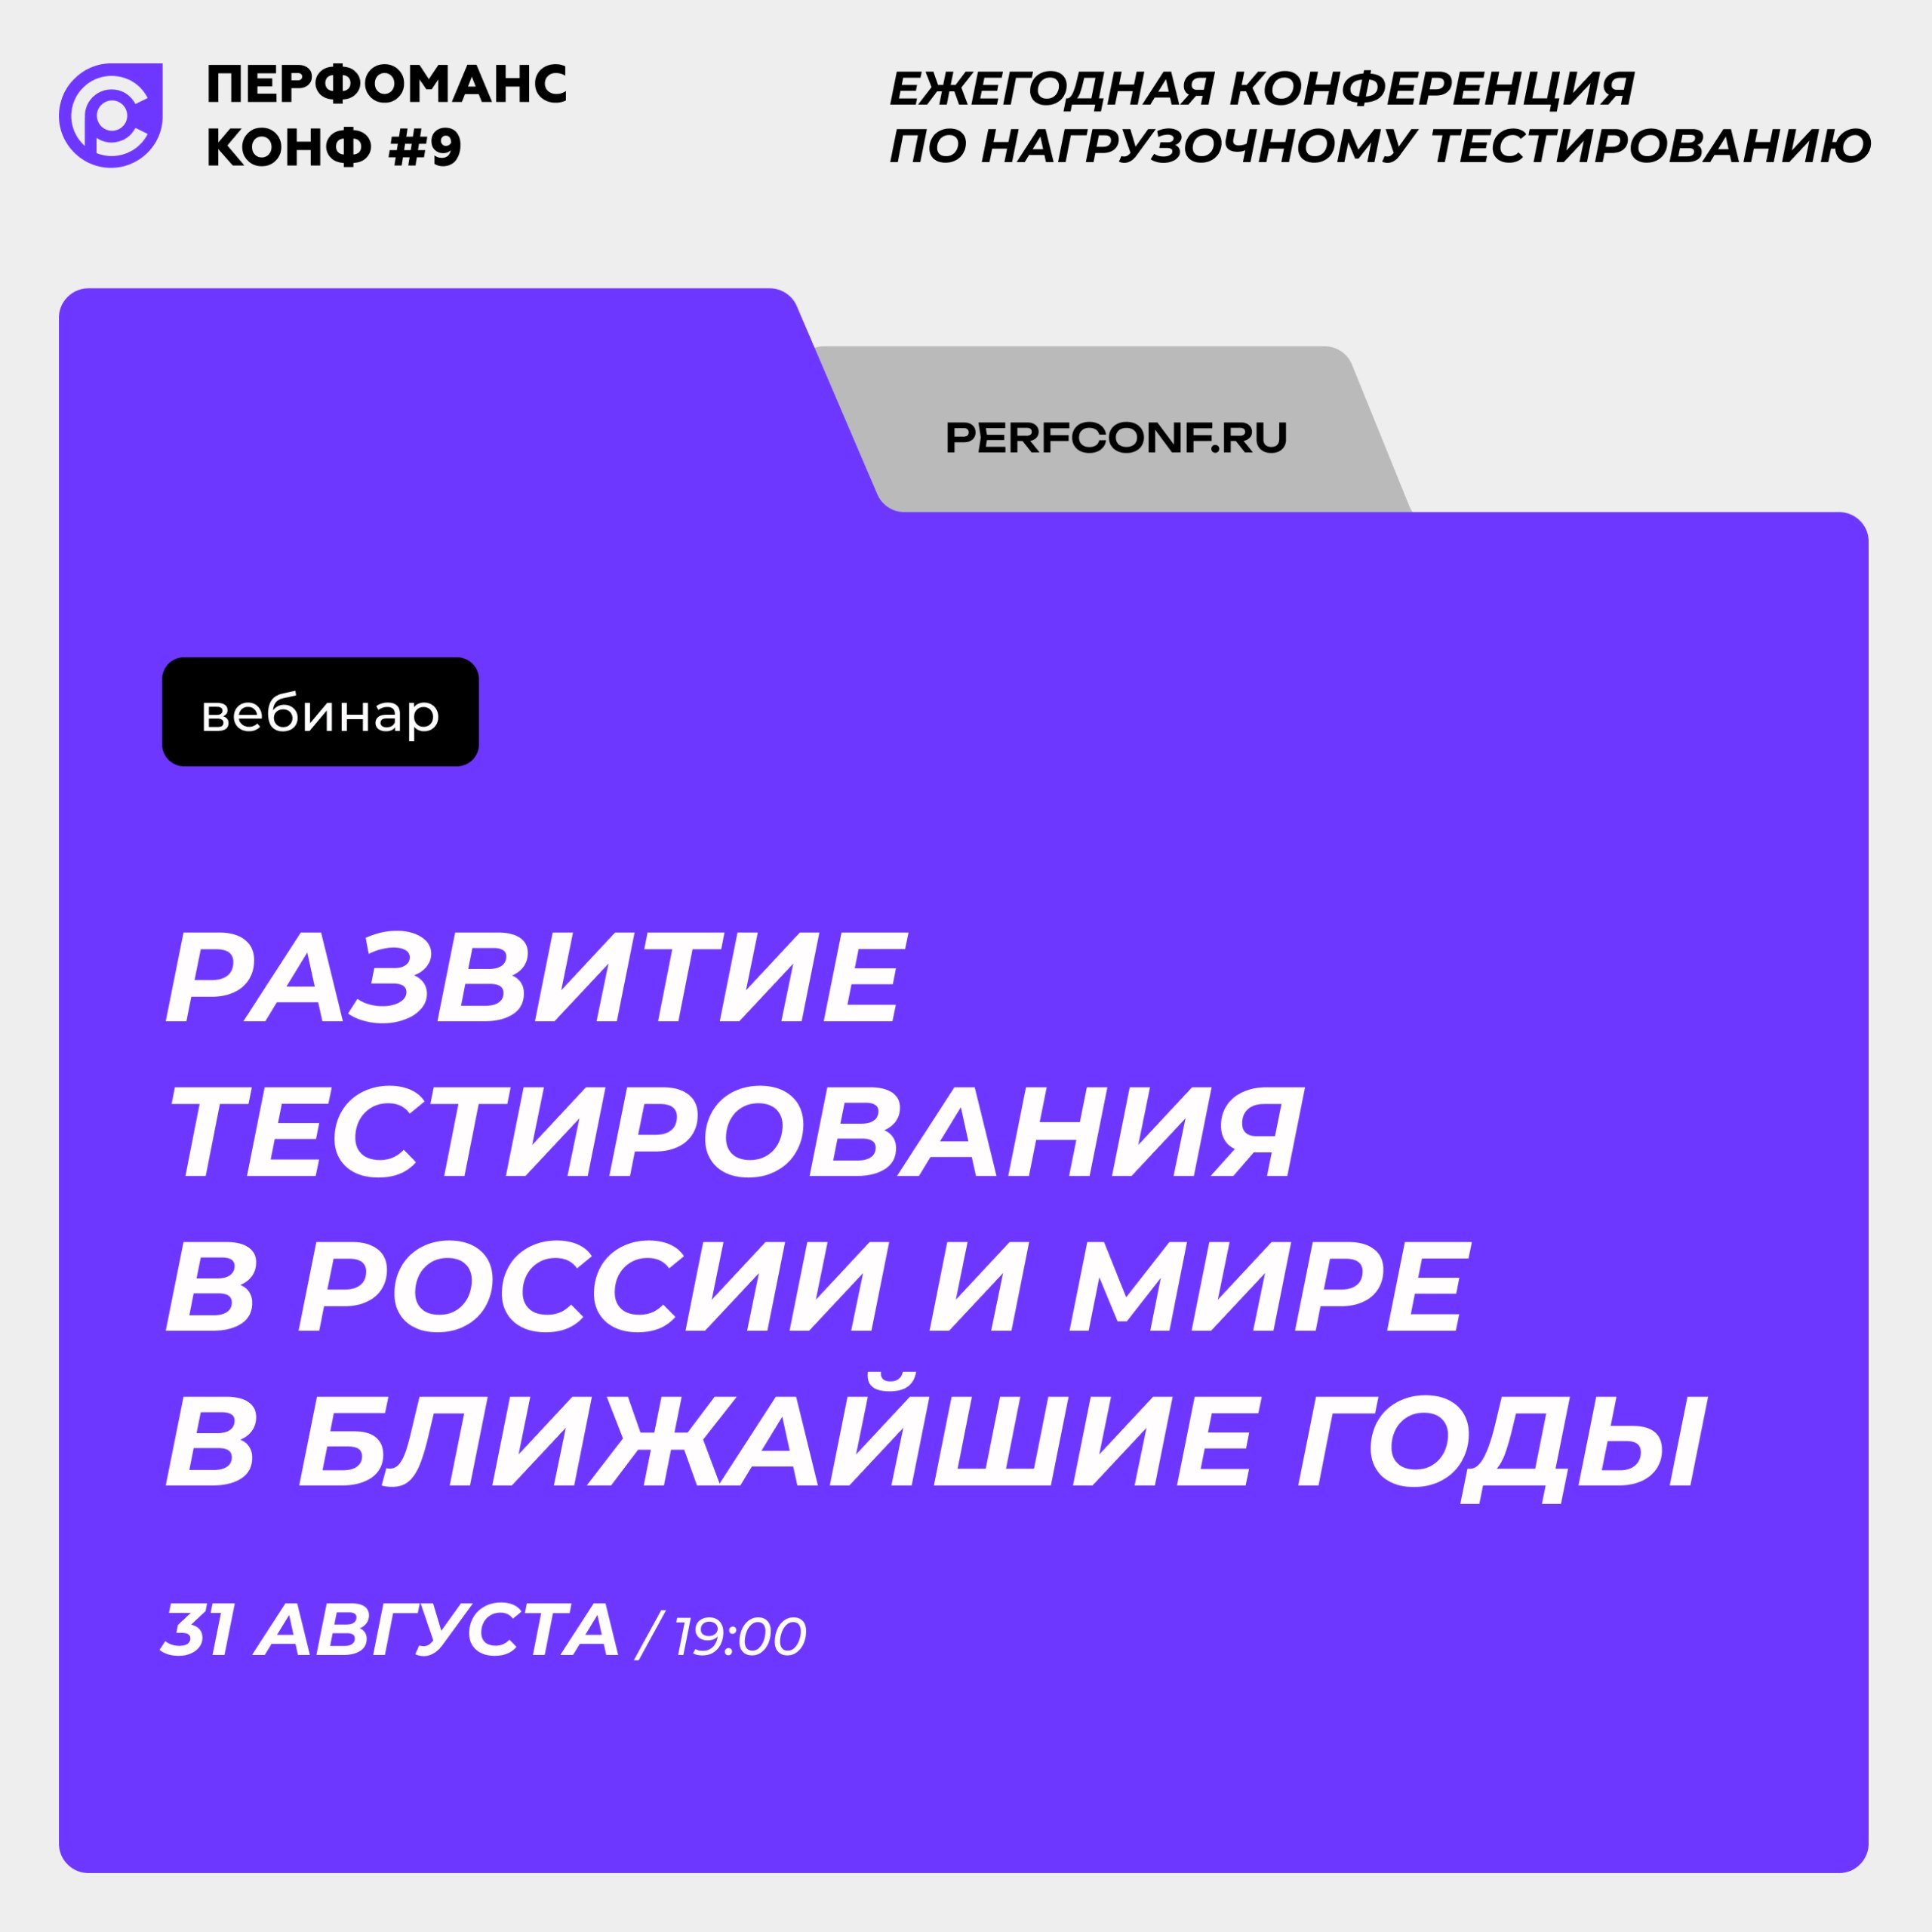 ПЕРФОМАНС
КОНФ #9
ЕЖЕГОДНАЯ КОНФЕРЕНЦИЯ
ПО НАГРУЗОЧНОМУ ТЕСТИРОВАНИЮ
PERFCONF.RU
вебинар
РАЗВИТИЕ
ТЕСТИРОВАНИЯ
В РОССИИ И МИРЕ
В БЛИЖАЙШИЕ ГОДЫ
31 АВГУСТА / 19:00